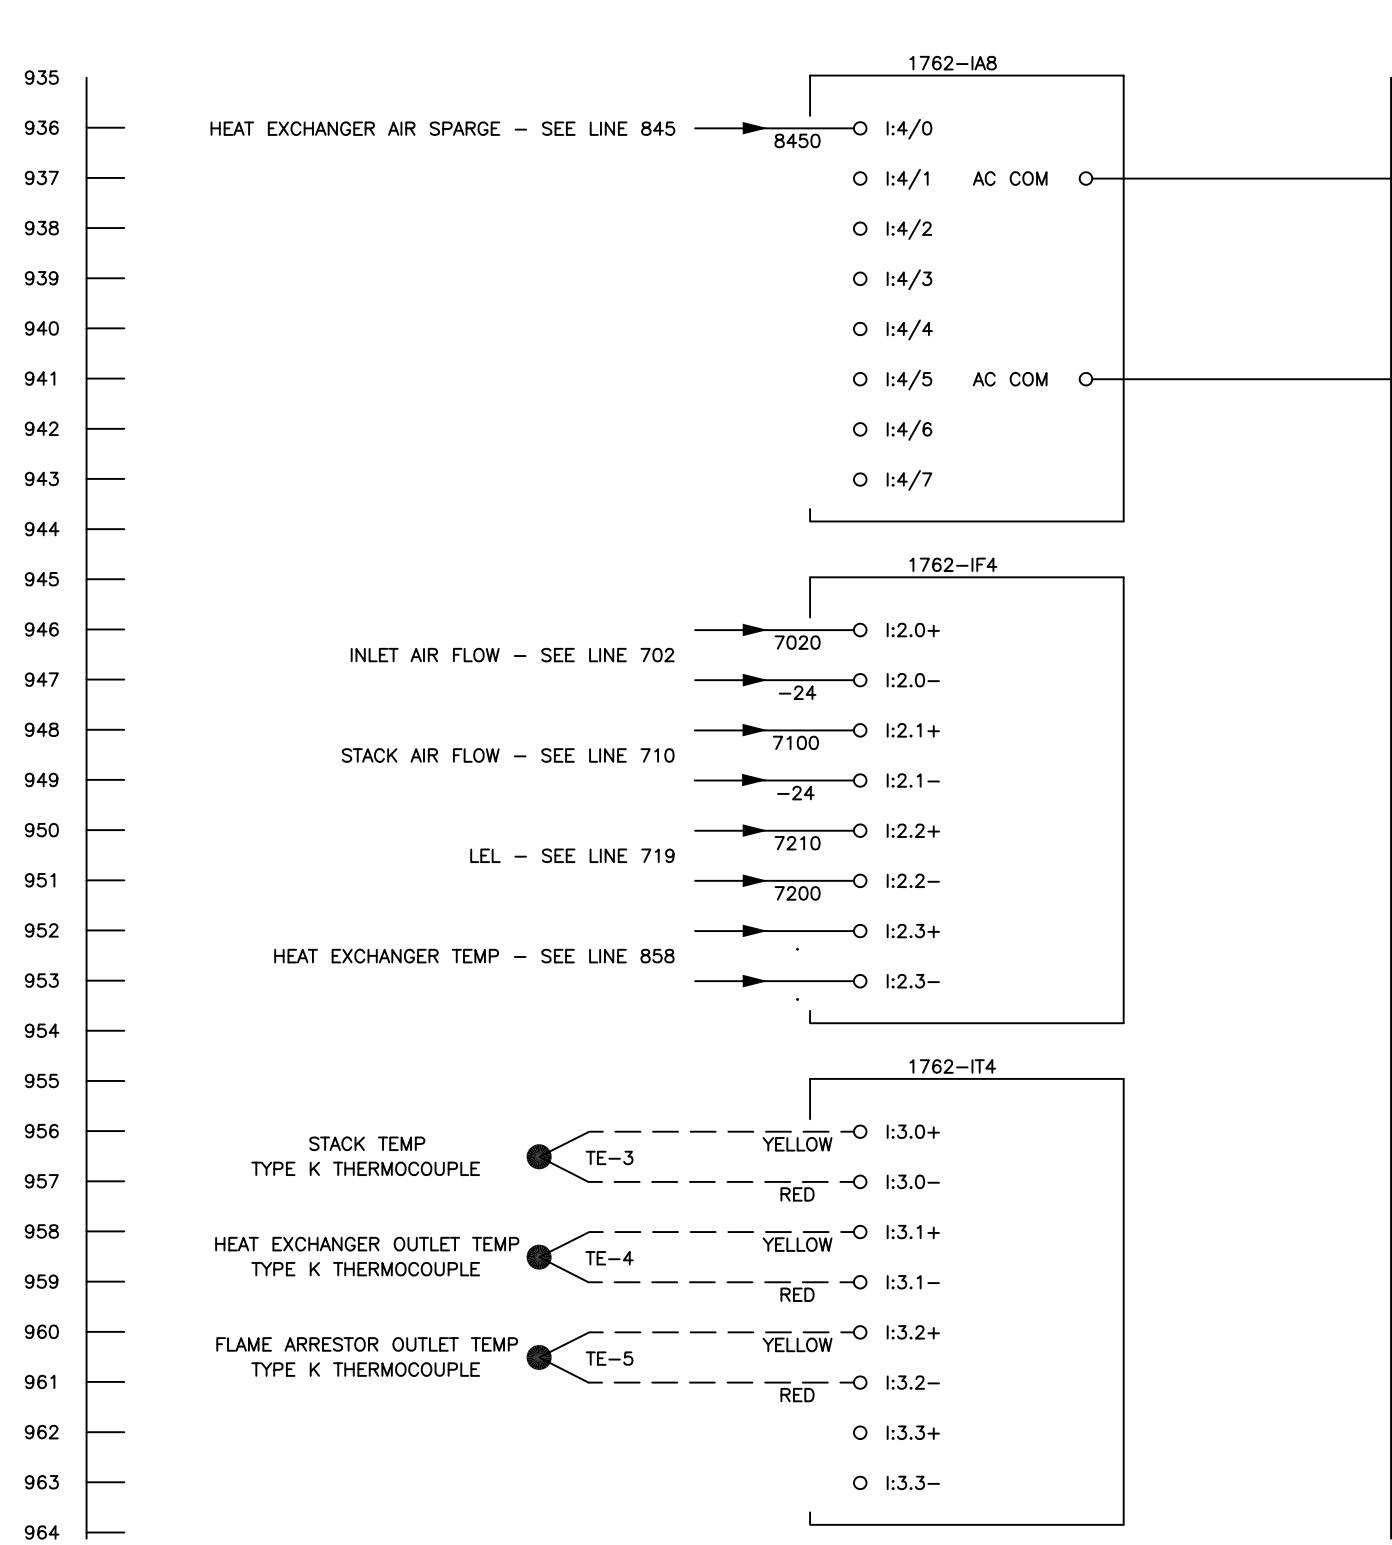 1762-IA8
935
936 HEAT EXCHANGER AIR SPARGE - SEE LINE 845 8450 I:4/0
937 I:4/1 AC COM
938 I:4/2
939 I:4/3
940 I:4/4
941 I:4/5 AC COM
942 I:4/6
943 I:4/7
944
1762-IF4
945
946 7020 I:2.0+
INLET AIR FLOW - SEE LINE 702
947 -24 I:2.0-
948 7100 I:2.1+
STACK AIR FLOW - SEE LINE 710
949 -24 I:2.1-
950 7210 I:2.2+
LEL - SEE LINE 719
951 7200 I:2.2-
952 I:2.3+
HEAT EXCHANGER TEMP - SEE LINE 858
953 I:2.3-
954
1762-IT4
955
956 YELLOW I:3.0+
STACK TEMP
TYPE K THERMOCOUPLE
TE-3
957 RED I:3.0-
958 YELLOW I:3.1+
HEAT EXCHANGER OUTLET TEMP
TYPE K THERMOCOUPLE
TE-4
959 RED I:3.1-
960 YELLOW I:3.2+
FLAME ARRESTOR OUTLET TEMP
TYPE K THERMOCOUPLE
TE-5
961 RED I:3.2-
962 I:3.3+
963 I:3.3-
964